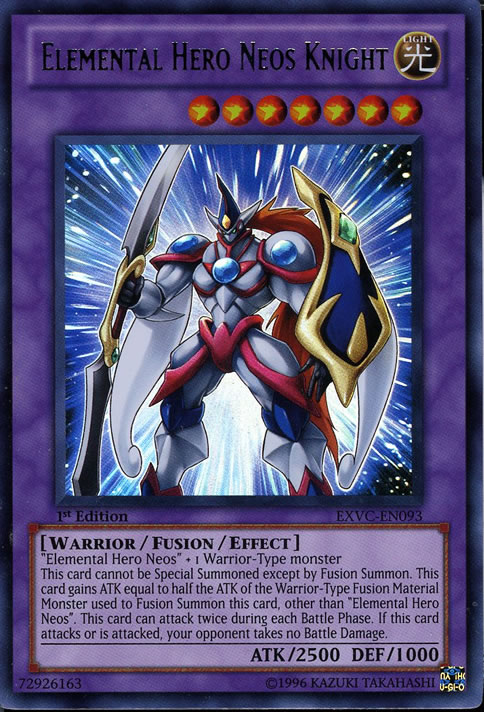 Elemental Hero Neos Knight
LIGHT
光
1st Edition
EXVC-EN093
[Warrior / Fusion / Effect]
"Elemental Hero Neos" + 1 Warrior-Type monster
This card cannot be Special Summoned except by Fusion Summon. This
card gains ATK equal to half the ATK of the Warrior-Type Fusion Material
Monster used to Fusion Summon this card, other than "Elemental Hero
Neos". This card can attack twice during each Battle Phase. If this card
attacks or is attacked, your opponent takes no Battle Damage.
ATK/2500 DEF/1000
72926163
©1996 KAZUKI TAKAHASHI